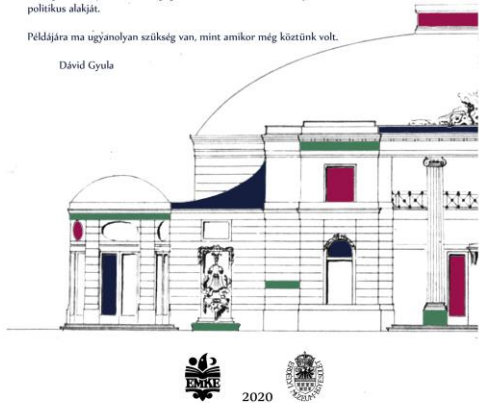 politikus alakját.
Példájára ma ugyanolyan szükség van, mint amikor még köztünk volt.
Dávid Gyula
EMKE
2020